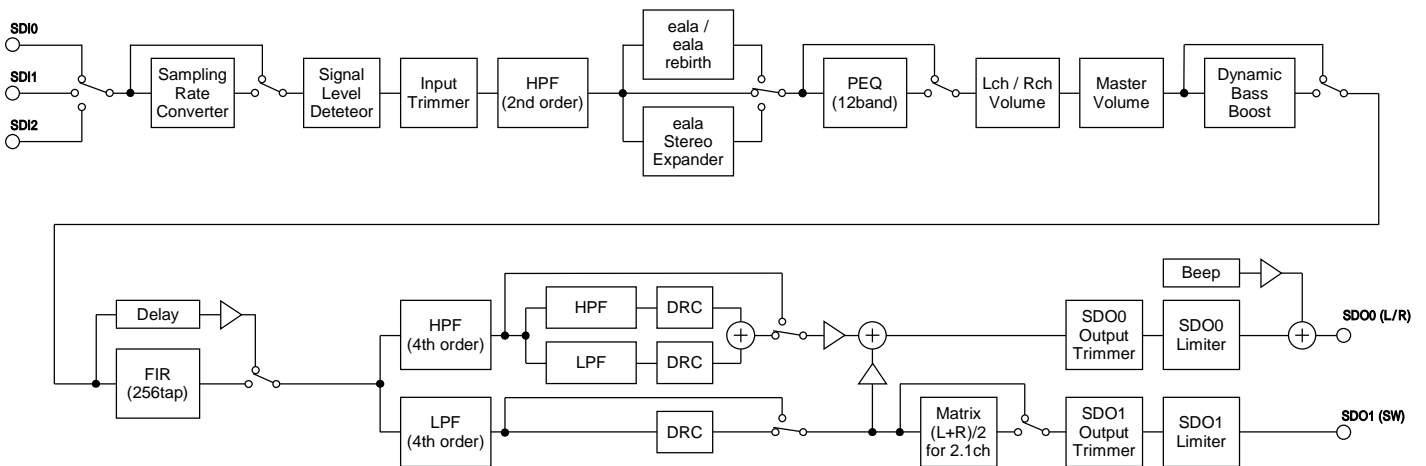 SDI0
SDI1
SDI2
Sampling
Rate
Converter
Signal
Level
Deteteor
Input
Trimmer
HPF
(2nd order)
eala /
eala
rebirth
eala
Stereo
Expander
PEQ
(12band)
Lch / Rch
Volume
Master
Volume
Dynamic
Bass
Boost
Delay
FIR
(256tap)
HPF
(4th order)
LPF
(4th order)
HPF
DRC
LPF
DRC
DRC
Matrix
(L+R)/2
for 2.1ch
SDO0
Output
Trimmer
SDO0
Limiter
Beep
SDO0 (L/R)
SDO1
Output
Trimmer
SDO1
Limiter
SDO1 (SW)